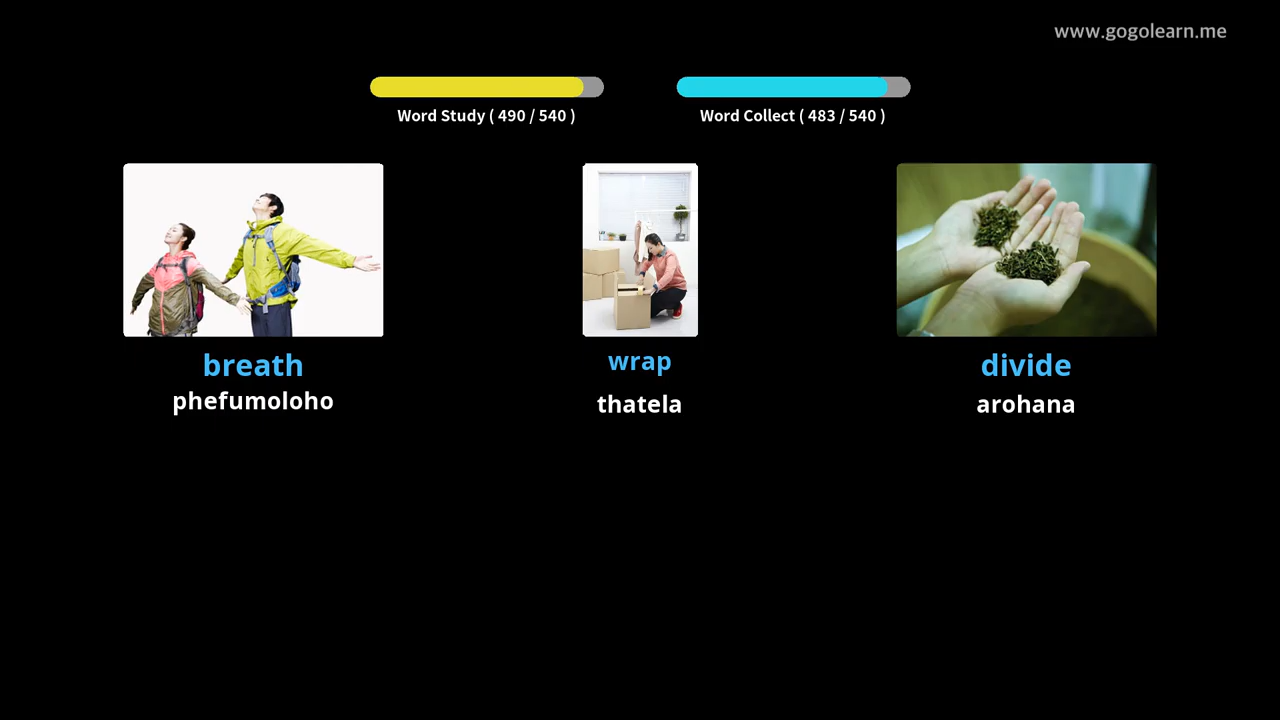 www.gogolearn.me
Word Study ( 490 / 540 )
Word Collect ( 483 / 540 )
breath
phefumoloho
wrap
thatela
divide
arohana